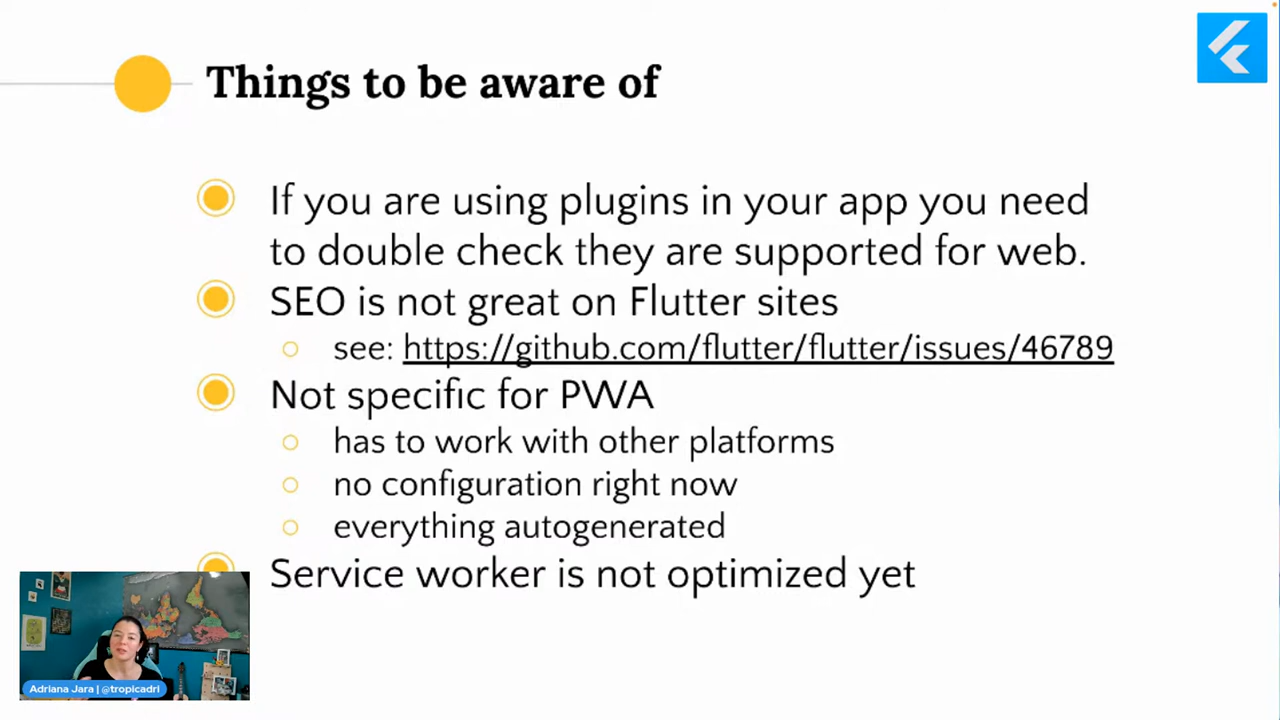 Things to be aware of
If you are using plugins in your app you need
to double check they are supported for web.
SEO is not great on Flutter sites
see: https://github.com/flutter/flutter/issues/46789
Not specific for PWA
has to work with other platforms
no configuration right now
everything autogenerated
Service worker is not optimized yet
Adriana Jara | @tropicadri